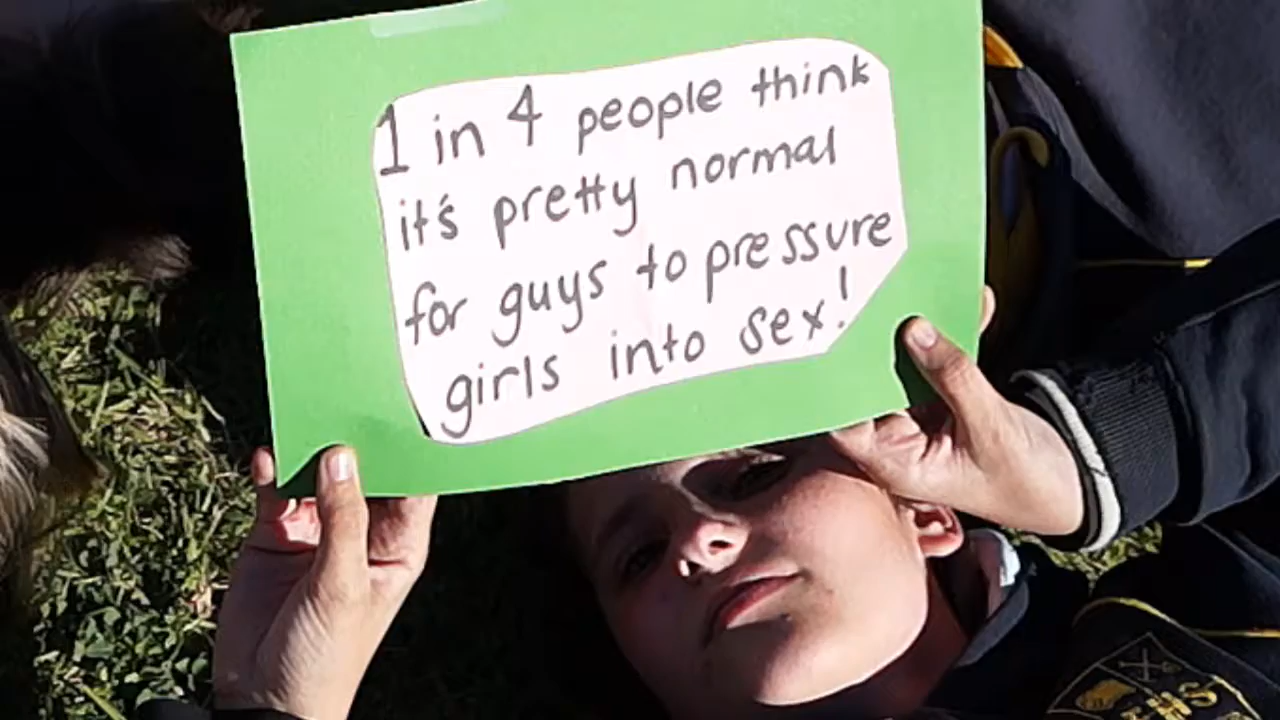 1 in 4 people think
it's pretty normal
for guys to pressure
girls into sex!